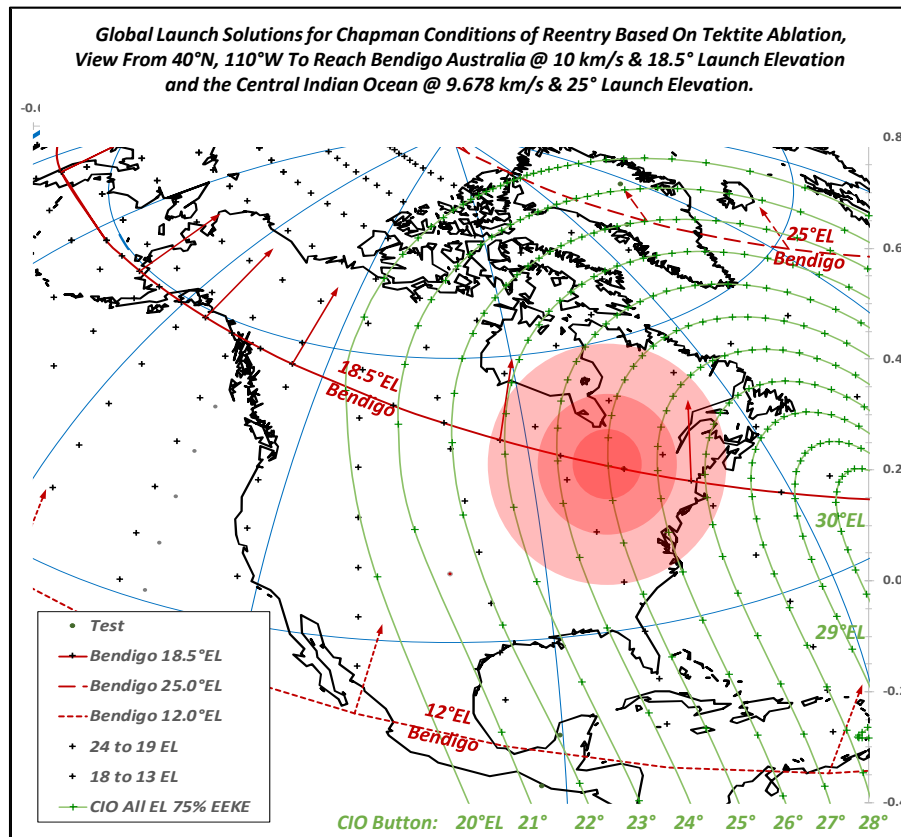 Global Launch Solutions for Chapman Conditions of Reentry Based On Tektite Ablation,
View From 40°N, 110°W To Reach Bendigo Australia @ 10 km/s & 18.5° Launch Elevation
and the Central Indian Ocean @ 9.678 km/s & 25° Launch Elevation.
0.8
25°EL
Bendigo
0.6
0.4
18.5°EL
Bendigo
0.2
30°EL
0.0
29°EL
-0.2
12°EL
Bendigo
-0.4
Test
Bendigo 18.5°EL
Bendigo 25.0°EL
Bendigo 12.0°EL
24 to 19 EL
18 to 13 EL
CIO All EL 75% EEKE
CIO Button: 20°EL 21° 22° 23° 24° 25° 26° 27° 28°